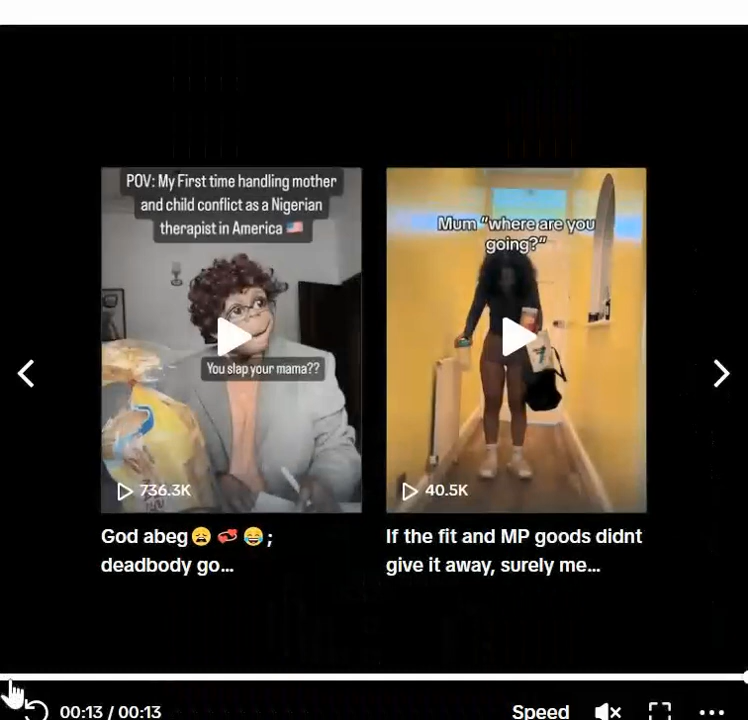 POV: My First time handling mother
and child conflict as a Nigerian
therapist in America 🇺🇸
You slap your mama??
736.3K
God abeg😩 💞 😂 ;
deadbody go...
Mum “where are you
going?”
40.5K
If the fit and MP goods didnt
give it away, surely me...
00:13 / 00:13
Speed